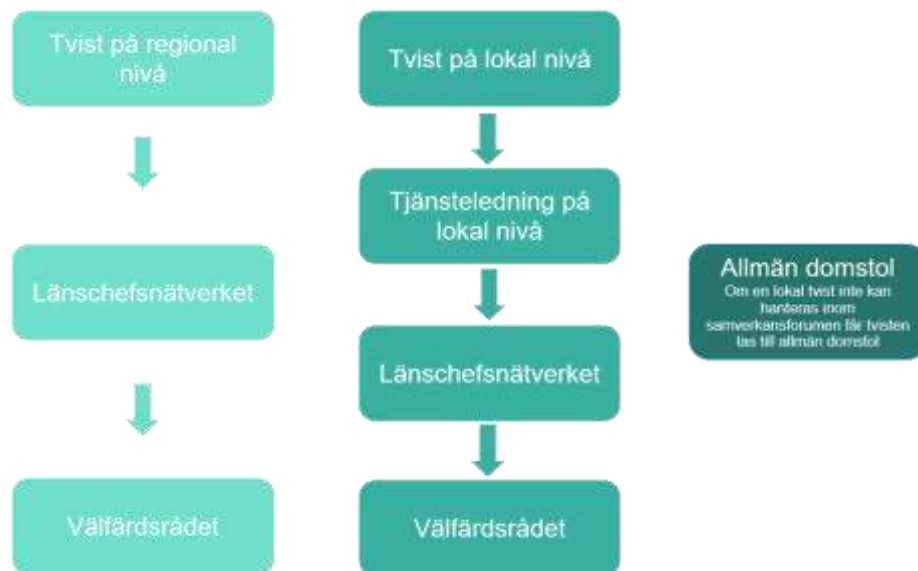 Tvist på regional
nivå
Länschefsnätverket
Välfärdsrådet
Tvist på lokal nivå
Tjänsteledning på
lokal nivå
Länschefsnätverket
Välfärdsrådet
Allmän domstol
Om en lokal tvist inte kan
hanteras inom
samverkansforumen får tvisten
tas till allmän domstol